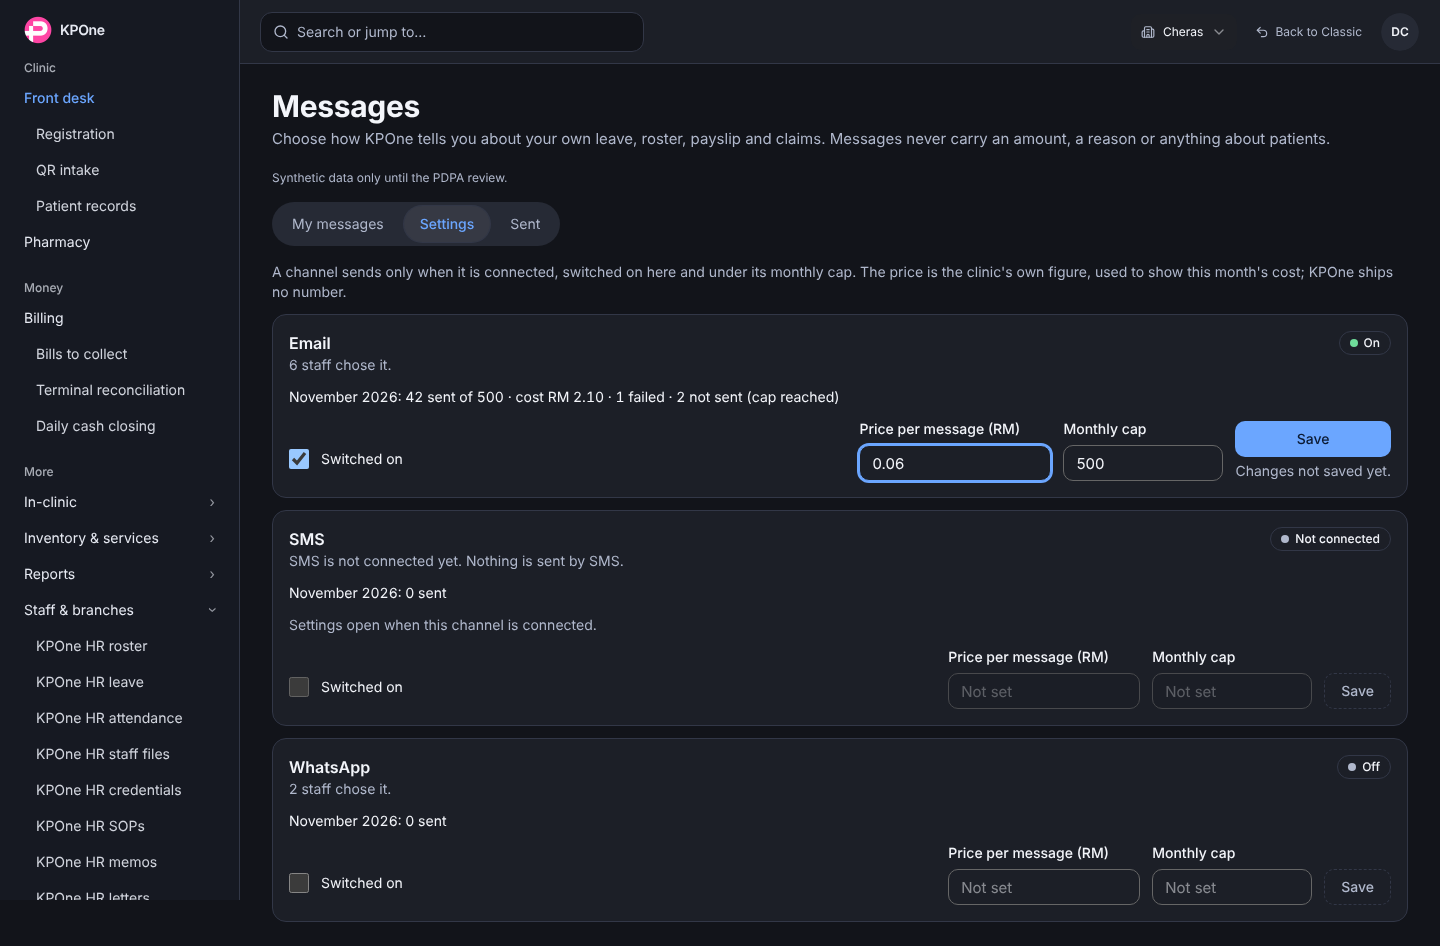 KPOne
Clinic
Front desk
Registration
QR intake
Patient records
Pharmacy
Money
Billing
Bills to collect
Terminal reconciliation
Daily cash closing
More
In-clinic
Inventory & services
Reports
Staff & branches
KPOne HR roster
KPOne HR leave
KPOne HR attendance
KPOne HR staff files
KPOne HR credentials
KPOne HR SOPs
KPOne HR memos
KPOne HR letters
Search or jump to...
Cheras
Back to Classic
DC
Messages
Choose how KPOne tells you about your own leave, roster, payslip and claims. Messages never carry an amount, a reason or anything about patients.
Synthetic data only until the PDPA review.
My messages
Settings
Sent
A channel sends only when it is connected, switched on here and under its monthly cap. The price is the clinic's own figure, used to show this month's cost; KPOne ships
no number.
Email
On
6 staff chose it.
November 2026: 42 sent of 500 · cost RM 2.10 · 1 failed · 2 not sent (cap reached)
Switched on
Price per message (RM)
0.06
Monthly cap
500
Save
Changes not saved yet.
SMS
Not connected
SMS is not connected yet. Nothing is sent by SMS.
November 2026: 0 sent
Settings open when this channel is connected.
Switched on
Price per message (RM)
Not set
Monthly cap
Not set
Save
WhatsApp
Off
2 staff chose it.
November 2026: 0 sent
Switched on
Price per message (RM)
Not set
Monthly cap
Not set
Save